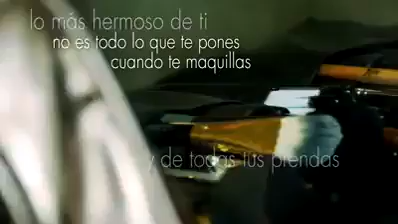 lo más hermoso de ti
no es todo lo que te pones
cuando te maquillas
y de todas tus prendas